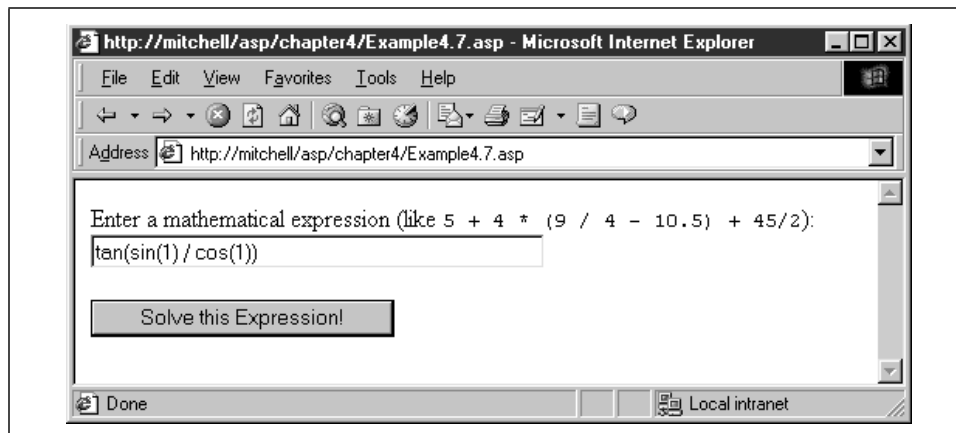 http://mitchell/asp/chapter4/Example4.7.asp - Microsoft Internet Explorer
File Edit View Favorites Tools Help
Address http://mitchell/asp/chapter4/Example4.7.asp
Enter a mathematical expression (like 5 + 4 * (9 / 4 - 10.5) + 45/2):
tan(sin(1) / cos(1))
Solve this Expression!
Done Local intranet